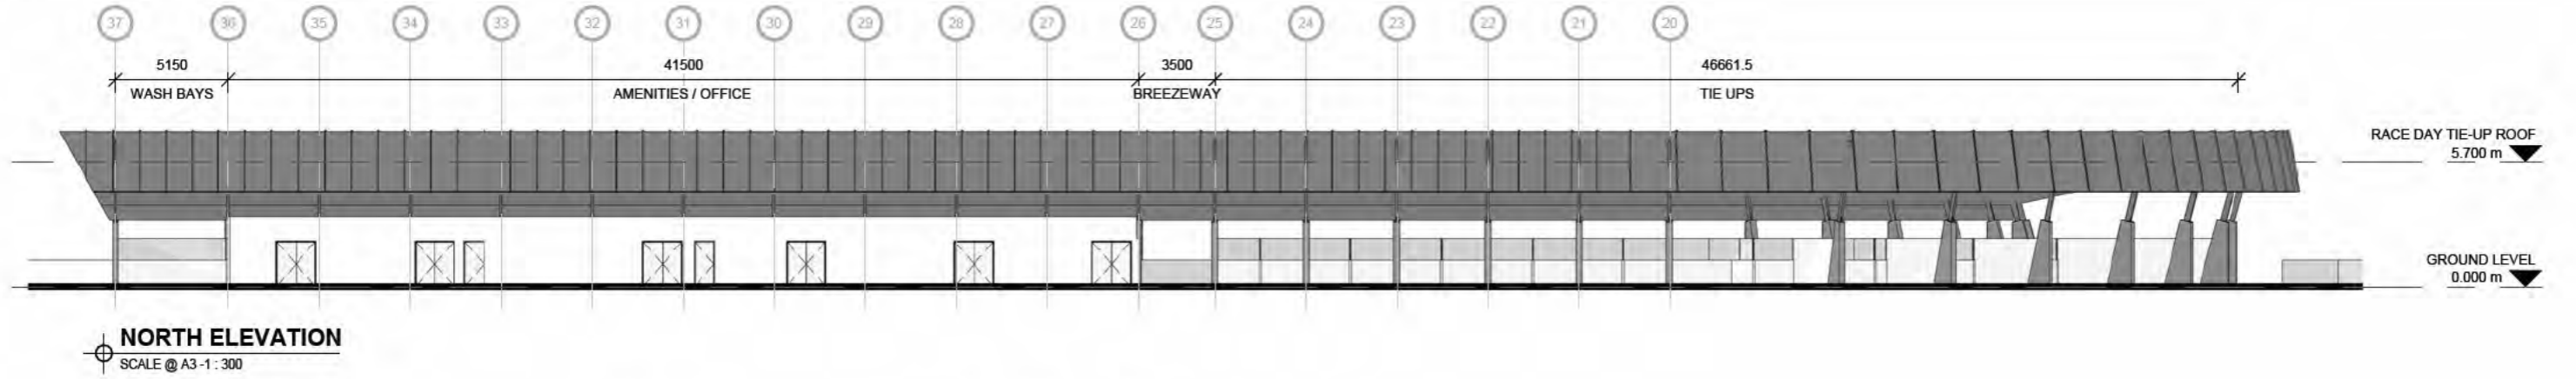 37 36 35 34 33 32 31 30 29 28 27 26 25 24 23 22 21 20
5150 41500 3500 46661.5
WASH BAYS AMENITIES / OFFICE BREEZEWAY TIE UPS
RACE DAY TIE-UP ROOF
5.700 m
GROUND LEVEL
0.000 m
NORTH ELEVATION
SCALE @ A3 -1 : 300